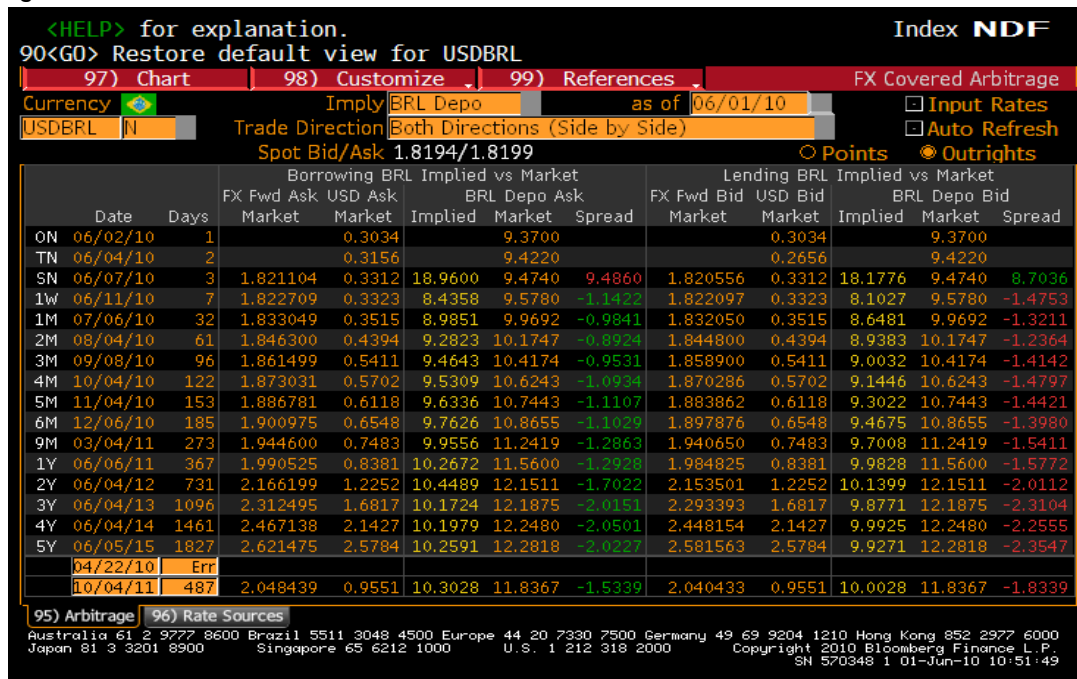 <HELP> for explanation. Index NDF
90<GO> Restore default view for USDBRL
97) Chart 98) Customize 99) References FX Covered Arbitrage
Currency Imply BRL Depo as of 06/01/10 Input Rates
USDBRL N Trade Direction Both Directions (Side by Side) Auto Refresh
Spot Bid/Ask 1.8194/1.8199 Points Outrights
Borrowing BRL Implied vs Market Lending BRL Implied vs Market
FX Fwd Ask USD Ask BRL Depo Ask FX Fwd Bid USD Bid BRL Depo Bid
Date Days Market Market Implied Market Spread Market Market Implied Market Spread
ON 06/02/10 1 0.3034 9.3700 0.3034 9.3700
TN 06/04/10 2 0.3156 9.4220 0.2656 9.4220
SN 06/07/10 3 1.821104 0.3312 18.9600 9.4740 9.4860 1.820556 0.3312 18.1776 9.4740 8.7036
1W 06/11/10 7 1.822709 0.3323 8.4358 9.5780 -1.1422 1.822097 0.3323 8.1027 9.5780 -1.4753
1M 07/06/10 32 1.833049 0.3515 8.9851 9.9692 -0.9841 1.832050 0.3515 8.6481 9.9692 -1.3211
2M 08/04/10 61 1.846300 0.4394 9.2823 10.1747 -0.8924 1.844800 0.4394 8.9383 10.1747 -1.2364
3M 09/08/10 96 1.861499 0.5411 9.4643 10.4174 -0.9531 1.858900 0.5411 9.0032 10.4174 -1.4142
4M 10/04/10 122 1.873031 0.5702 9.5309 10.6243 -1.0934 1.870286 0.5702 9.1446 10.6243 -1.4797
5M 11/04/10 153 1.886781 0.6118 9.6336 10.7443 -1.1107 1.883862 0.6118 9.3022 10.7443 -1.4421
6M 12/06/10 185 1.900975 0.6548 9.7626 10.8655 -1.1029 1.897876 0.6548 9.4675 10.8655 -1.3980
9M 03/04/11 273 1.944600 0.7483 9.9556 11.2419 -1.2863 1.940650 0.7483 9.7008 11.2419 -1.5411
1Y 06/06/11 367 1.990525 0.8381 10.2672 11.5600 -1.2928 1.984825 0.8381 9.9828 11.5600 -1.5772
2Y 06/04/12 731 2.166199 1.2252 10.4489 12.1511 -1.7022 2.153501 1.2252 10.1399 12.1511 -2.0112
3Y 06/04/13 1096 2.312495 1.6817 10.1724 12.1875 -2.0151 2.293393 1.6817 9.8771 12.1875 -2.3104
4Y 06/04/14 1461 2.467138 2.1427 10.1979 12.2480 -2.0501 2.448154 2.1427 9.9925 12.2480 -2.2555
5Y 06/05/15 1827 2.621475 2.5784 10.2591 12.2818 -2.0227 2.581563 2.5784 9.9271 12.2818 -2.3547
04/22/10 Err
10/04/11 487 2.048439 0.9551 10.3028 11.8367 -1.5339 2.040433 0.9551 10.0028 11.8367 -1.8339
95) Arbitrage 96) Rate Sources
Australia 61 2 9777 8600 Brazil 5511 3048 4500 Europe 44 20 7330 7500 Germany 49 69 9204 1210 Hong Kong 852 2977 6000
Japan 81 3 3201 8900 Singapore 65 6212 1000 U.S. 1 212 318 2000 Copyright 2010 Bloomberg Finance L.P.
SN 570348 1 01-Jun-10 10:51:49